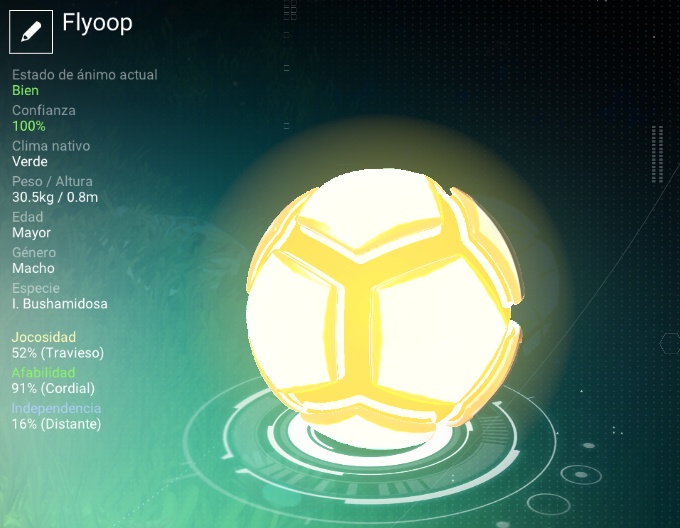 Flyoop
Estado de ánimo actual
Bien
Confianza
100%
Clima nativo
Verde
Peso / Altura
30.5kg / 0.8m
Edad
Mayor
Género
Macho
Especie
I. Bushamidosa
Jocosidad
52% (Travieso)
Afabilidad
91% (Cordial)
Independencia
16% (Distante)